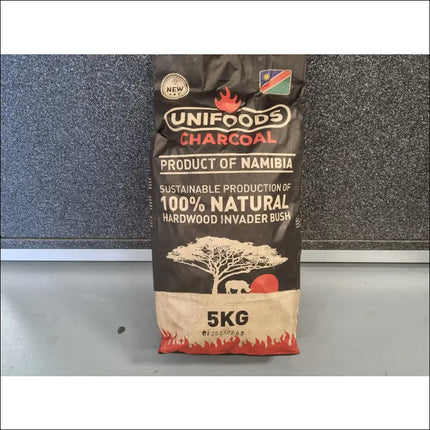 NEW
UNIFOODS
CHARCOAL
PRODUCT OF NAMIBIA
SUSTAINABLE PRODUCTION OF
100% NATURAL
HARDWOOD INVADER BUSH
5KG